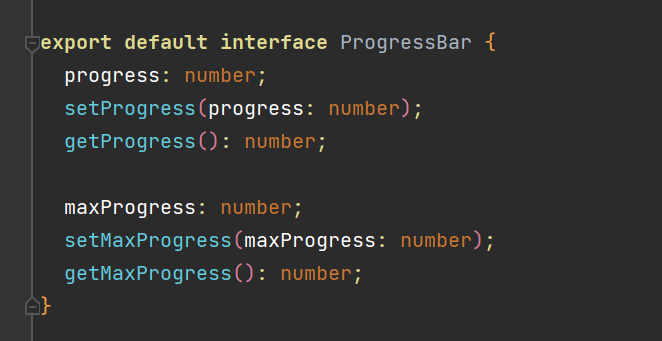 export default interface ProgressBar {
progress: number;
setProgress(progress: number);
getProgress(): number;
maxProgress: number;
setMaxProgress(maxProgress: number);
getMaxProgress(): number;
}